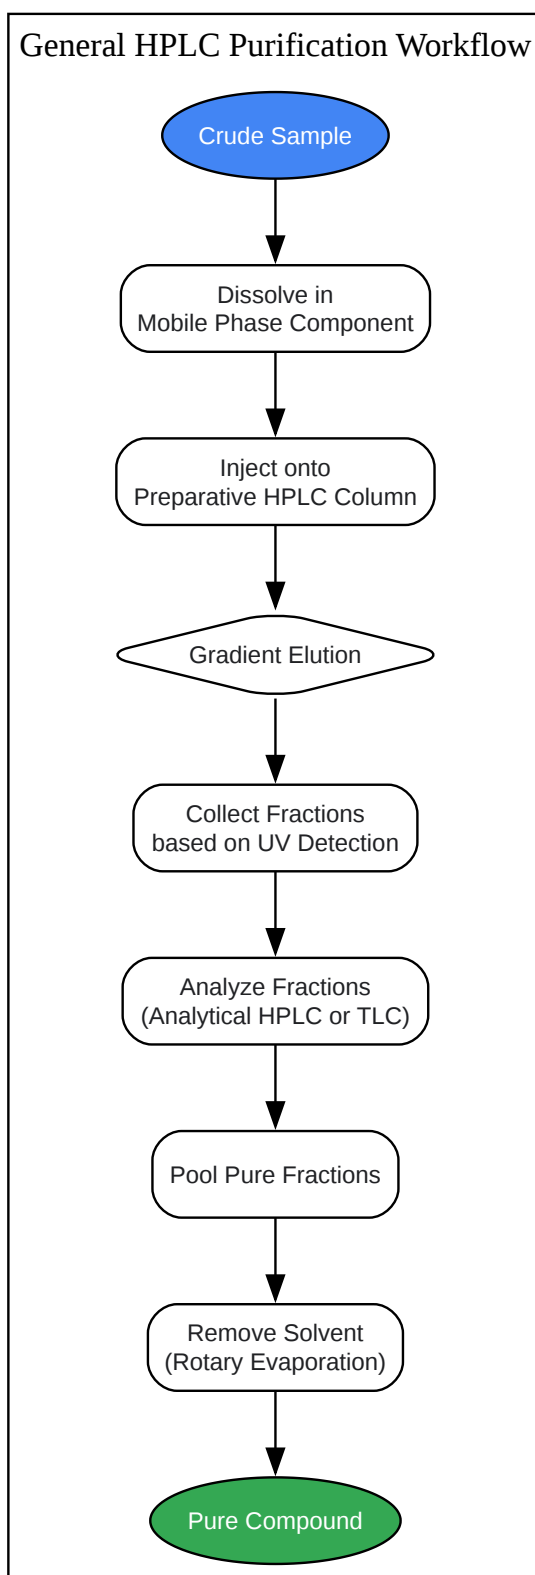 General HPLC Purification Workflow
Crude Sample
Dissolve in
Mobile Phase Component
Inject onto
Preparative HPLC Column
Gradient Elution
Collect Fractions
based on UV Detection
Analyze Fractions
(Analytical HPLC or TLC)
Pool Pure Fractions
Remove Solvent
(Rotary Evaporation)
Pure Compound